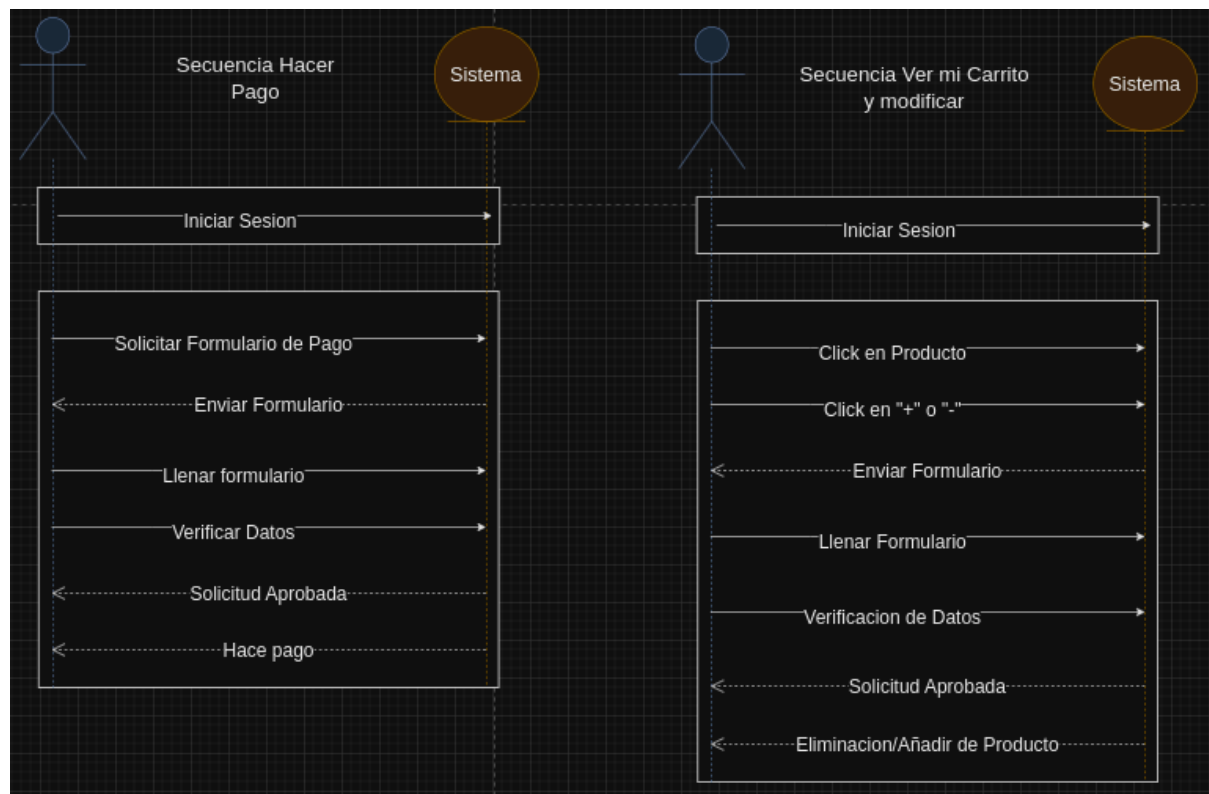 Secuencia Hacer
Pago
Sistema
Iniciar Sesion
Solicitar Formulario de Pago
Enviar Formulario
Llenar formulario
Verificar Datos
Solicitud Aprobada
Hace pago
Secuencia Ver mi Carrito
y modificar
Sistema
Iniciar Sesion
Click en Producto
Click en "+" o "-"
Enviar Formulario
Llenar Formulario
Verificacion de Datos
Solicitud Aprobada
Eliminacion/Añadir de Producto